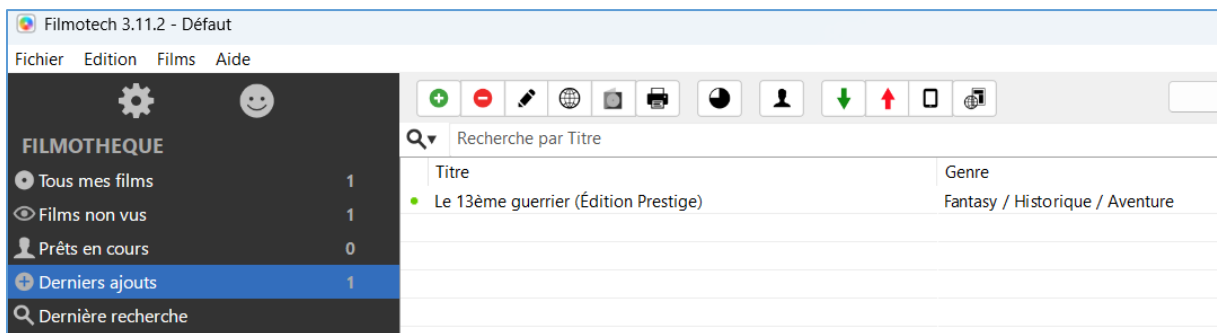 Filmotech 3.11.2 - Défaut
Fichier Edition Films Aide
Recherche par Titre
FILMOTHEQUE
Titre Genre
Tous mes films 1
Le 13ème guerrier (Édition Prestige) Fantasy / Historique / Aventure
Films non vus 1
Prêts en cours 0
Derniers ajouts 1
Dernière recherche